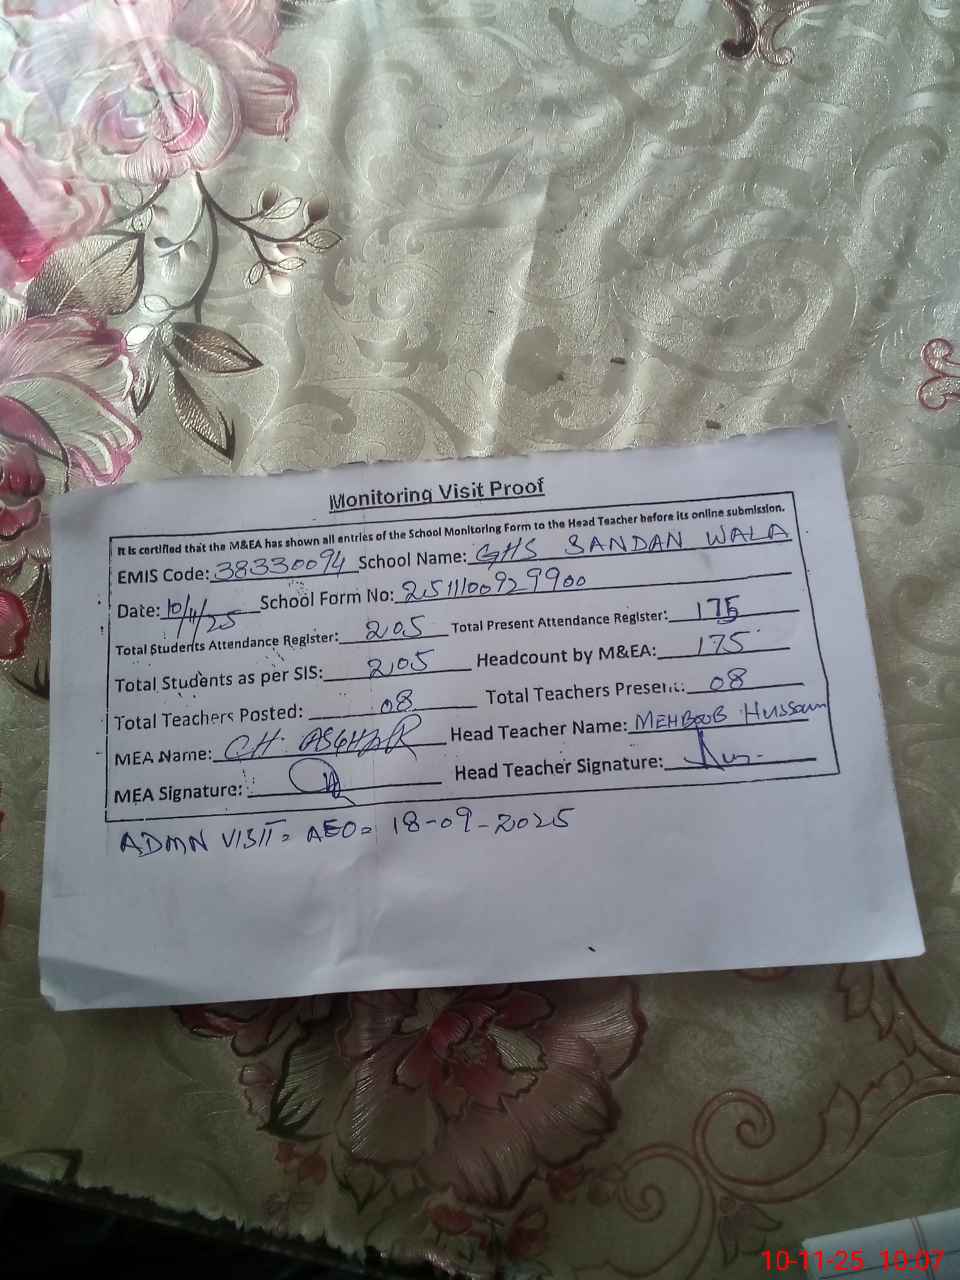 Monitoring Visit Proof
It is certified that the M&EA has shown all entries of the School Monitoring Form to the Head Teacher before its online submission.
EMIS Code: 38330094 School Name: GHS SANDAN WALA
Date: 10/11/25 School Form No: 2511100929900
Total Students Attendance Register: 205 Total Present Attendance Register: 175
Total Students as per SIS: 205 Headcount by M&EA: 175
Total Teachers Posted: 08 Total Teachers Present: 08
MEA Name: CH ASGHAR Head Teacher Name: MEHBOOB Hussain
MEA Signature: Head Teacher Signature:
ADMN VISIT = AEO = 18-09-2025
10-11-25 10:07